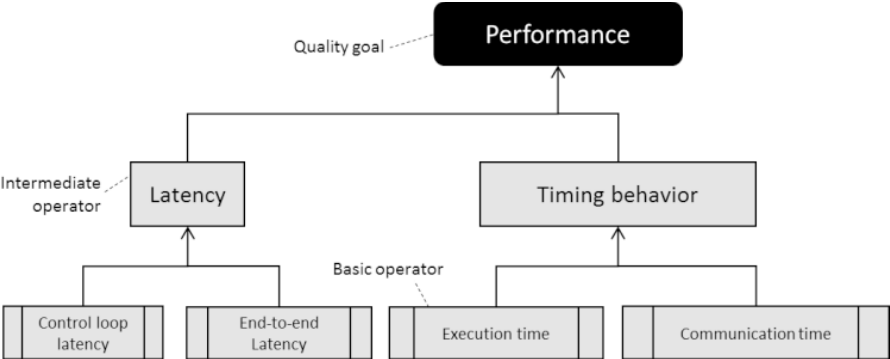 Performance
Quality goal
Intermediate
operator
Latency
Timing behavior
Basic operator
Control loop
latency
End-to-end
Latency
Execution time
Communication time